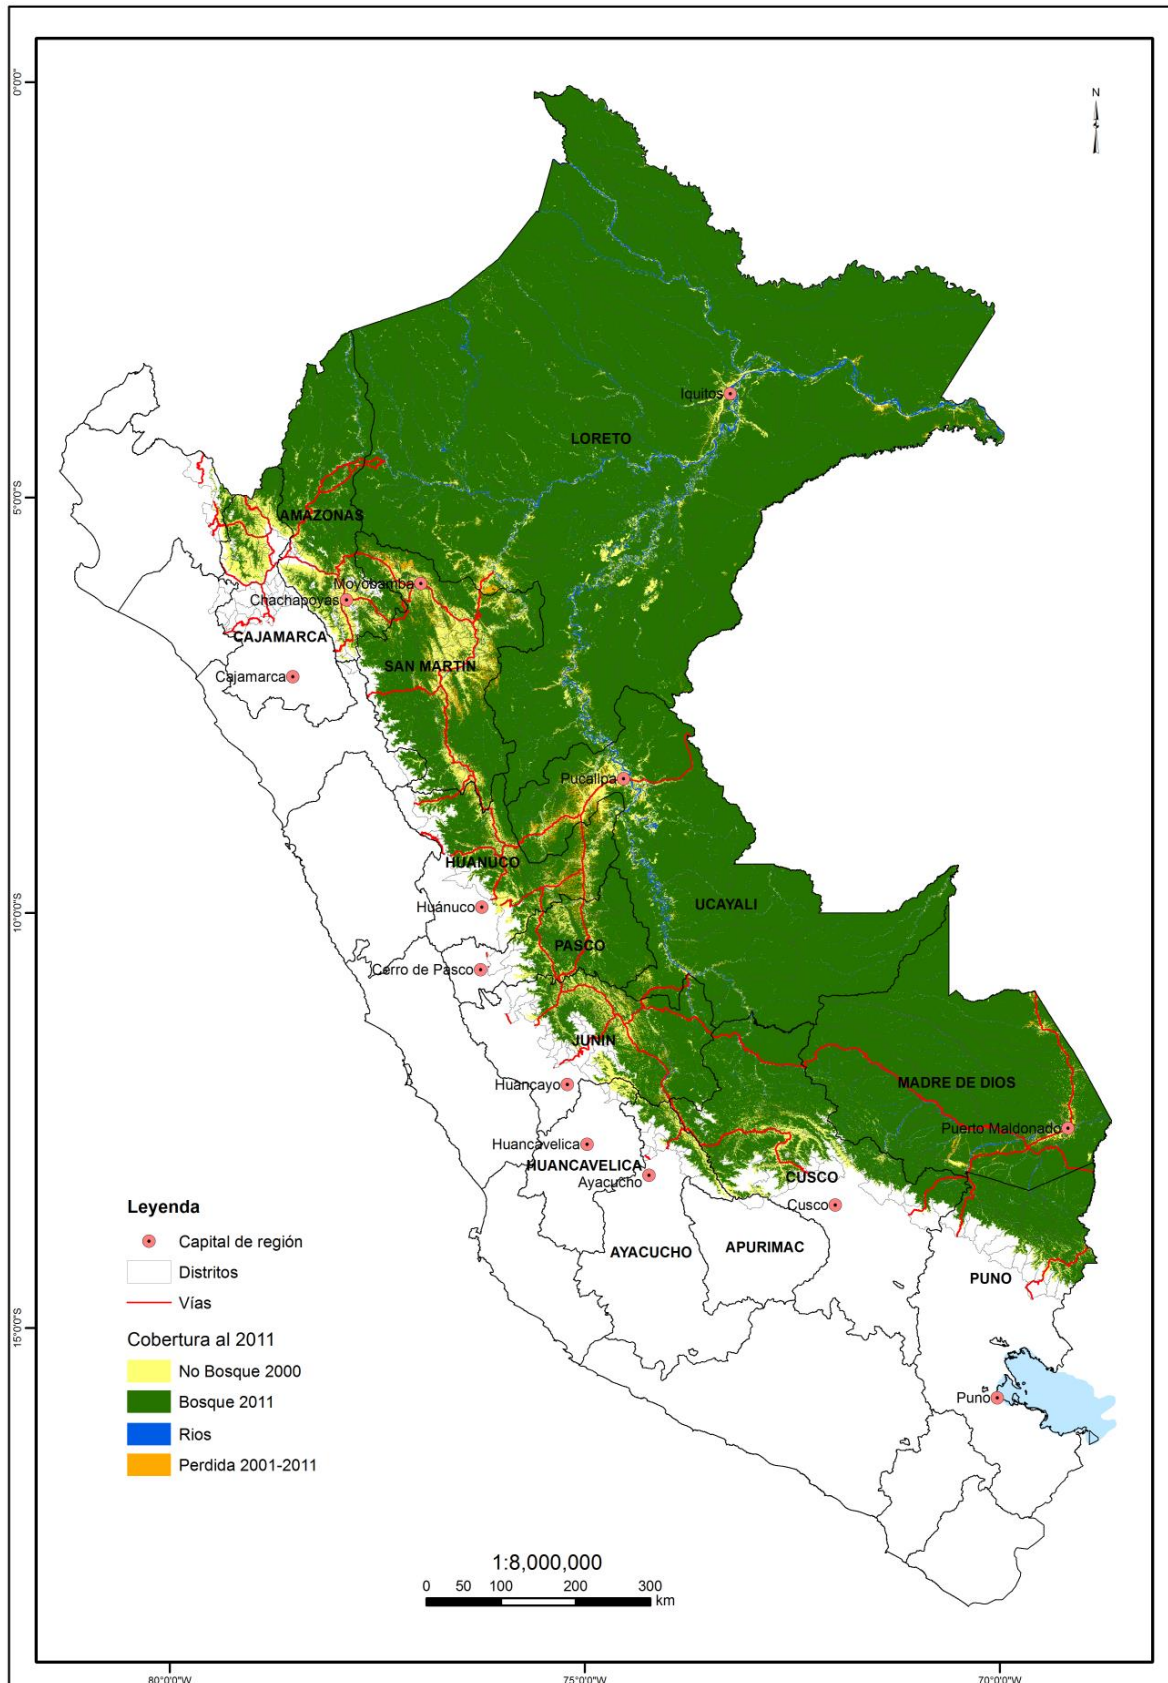 N
0°0'0"
5°0'0"S
10°0'0"S
15°0'0"S
Iquitos
LORETO
AMAZONAS
Moyobamba
Chachapoyas
CAJAMARCA
SAN MARTIN
Cajamarca
Pucallpa
HUANUCO
UCAYALI
Huánuco
PASCO
Cerro de Pasco
JUNIN
MADRE DE DIOS
Huancayo
Puerto Maldonado
Huancavelica
HUANCAVELICA
Ayacucho
CUSCO
Cusco
AYACUCHO
APURIMAC
PUNO
Puno
Leyenda
Capital de región
Distritos
Vías
Cobertura al 2011
No Bosque 2000
Bosque 2011
Rios
Perdida 2001-2011
1:8,000,000
0 50 100 200 300
km
80°0'0"W 75°0'0"W 70°0'0"W